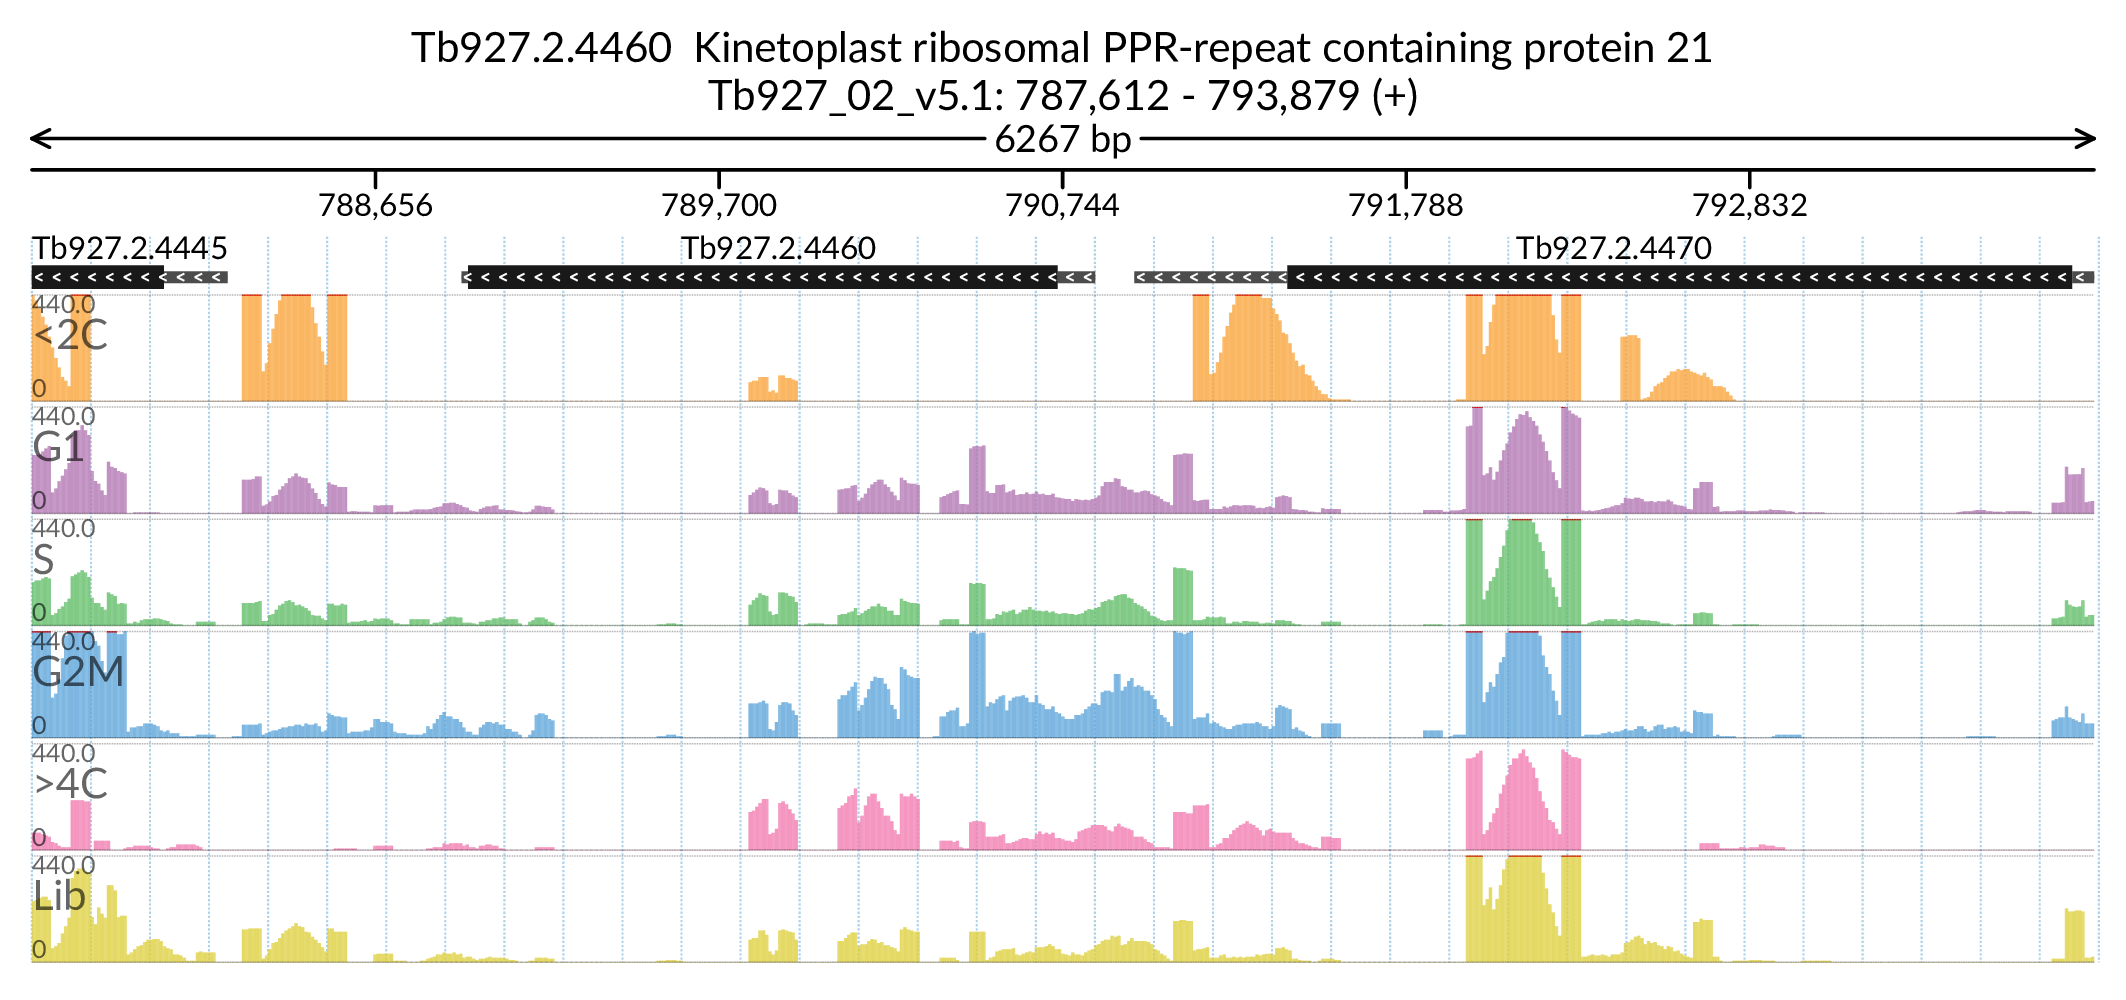 Tb927.2.4460  Kinetoplast ribosomal PPR-repeat containing protein 21
Tb927_02_v5.1: 787,612 - 793,879 (+)
6267 bp
788,656 789,700 790,744 791,788 792,832
Tb927.2.4445 Tb927.2.4460 Tb927.2.4470
440.0
<2C
0
440.0
G1
0
440.0
S
0
440.0
G2M
0
440.0
>4C
0
440.0
Lib
0